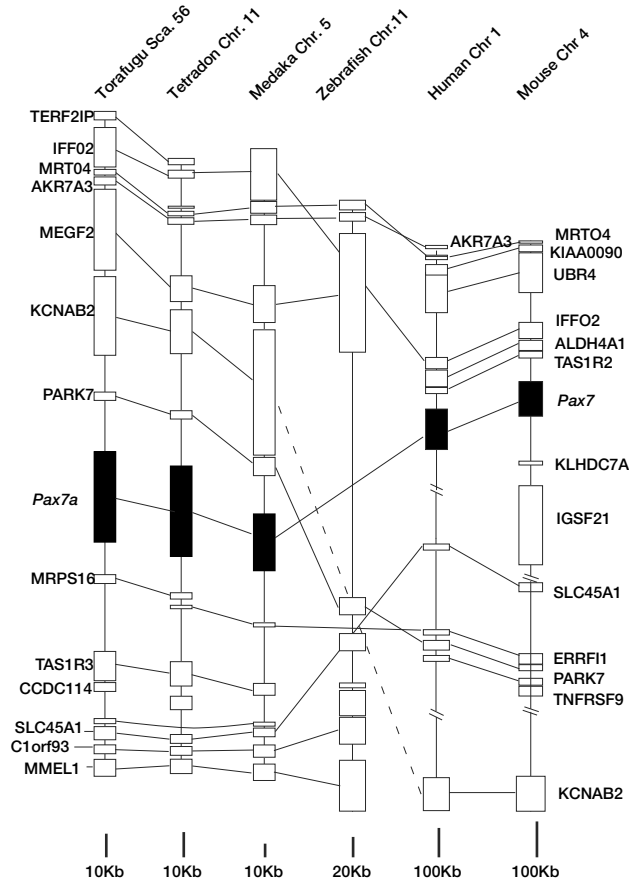 Torafugu Sca. 56
Tetradon Chr. 11
Medaka Chr. 5
Zebrafish Chr.11
Human Chr 1
Mouse Chr 4
TERF2IP
IFF02
MRT04
AKR7A3
MEGF2
KCNAB2
PARK7
Pax7a
MRPS16
TAS1R3
CCDC114
SLC45A1
C1orf93
MMEL1
AKR7A3
MRTO4
KIAA0090
UBR4
IFFO2
ALDH4A1
TAS1R2
Pax7
KLHDC7A
IGSF21
SLC45A1
ERRFI1
PARK7
TNFRSF9
KCNAB2
10Kb
10Kb
10Kb
20Kb
100Kb
100Kb